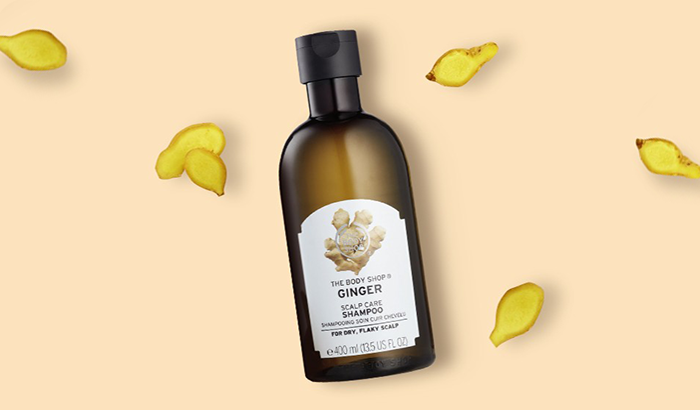 THE BODY SHOP®
GINGER
SCALP CARE
SHAMPOO
SHAMPOOING SOIN CUIR CHEVELU
FOR DRY, FLAKY SCALP
℮400 ml (13.5 US FL OZ)